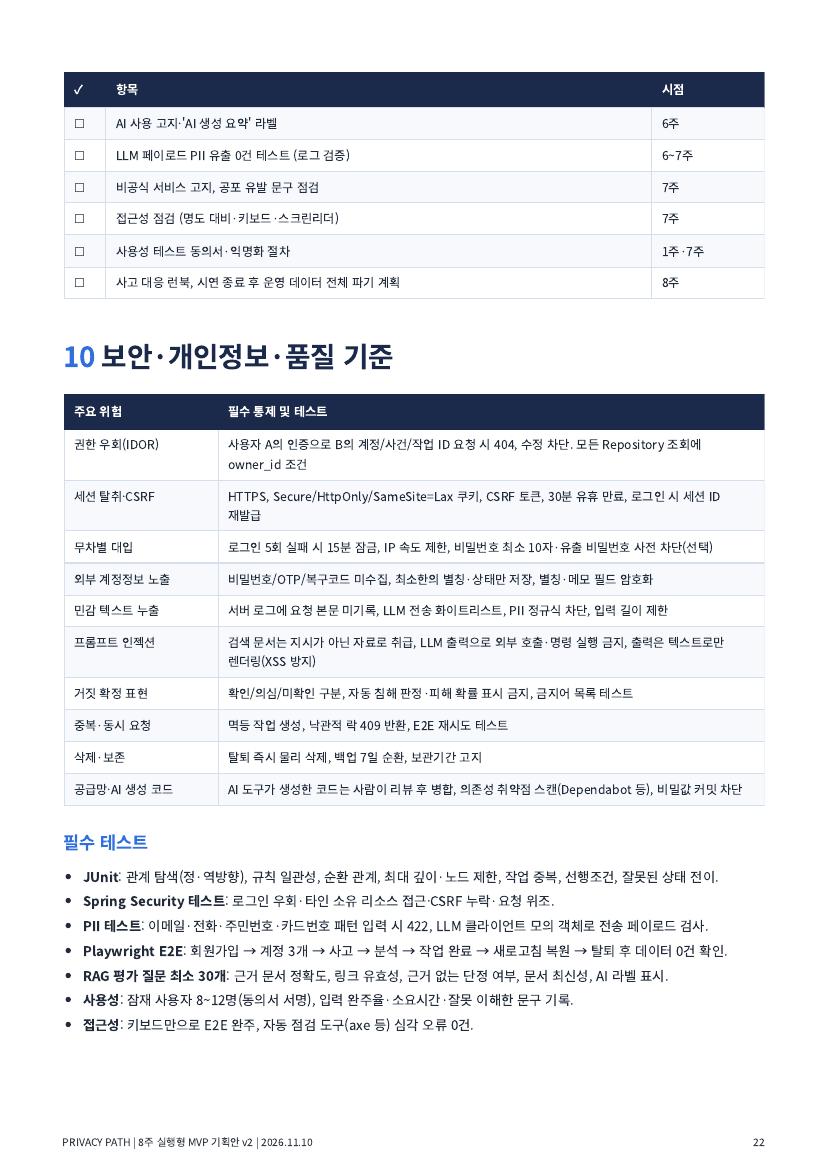 ✓ 항목 시점
☐ AI 사용 고지·'AI 생성 요약' 라벨 6주
☐ LLM 페이로드 PII 유출 0건 테스트 (로그 검증) 6~7주
☐ 비공식 서비스 고지, 공포 유발 문구 점검 7주
☐ 접근성 점검 (명도 대비·키보드·스크린리더) 7주
☐ 사용성 테스트 동의서·익명화 절차 1주·7주
☐ 사고 대응 런북, 시연 종료 후 운영 데이터 전체 파기 계획 8주
10 보안·개인정보·품질 기준
주요 위험 필수 통제 및 테스트
권한 우회(IDOR) 사용자 A의 인증으로 B의 계정/사건/작업 ID 요청 시 404, 수정 차단. 모든 Repository 조회에
owner_id 조건
세션 탈취·CSRF HTTPS, Secure/HttpOnly/SameSite=Lax 쿠키, CSRF 토큰, 30분 유휴 만료, 로그인 시 세션 ID
재발급
무차별 대입 로그인 5회 실패 시 15분 잠금, IP 속도 제한, 비밀번호 최소 10자·유출 비밀번호 사전 차단(선택)
외부 계정정보 노출 비밀번호/OTP/복구코드 미수집, 최소한의 별칭·상태만 저장, 별칭·메모 필드 암호화
민감 텍스트 누출 서버 로그에 요청 본문 미기록, LLM 전송 화이트리스트, PII 정규식 차단, 입력 길이 제한
프롬프트 인젝션 검색 문서는 지시가 아닌 자료로 취급, LLM 출력으로 외부 호출·명령 실행 금지, 출력은 텍스트로만
렌더링(XSS 방지)
거짓 확정 표현 확인/의심/미확인 구분, 자동 침해 판정·피해 확률 표시 금지, 금지어 목록 테스트
중복·동시 요청 멱등 작업 생성, 낙관적 락 409 반환, E2E 재시도 테스트
삭제·보존 탈퇴 즉시 물리 삭제, 백업 7일 순환, 보관기간 고지
공급망·AI 생성 코드 AI 도구가 생성한 코드는 사람이 리뷰 후 병합, 의존성 취약점 스캔(Dependabot 등), 비밀값 커밋 차단
필수 테스트
• JUnit: 관계 탐색(정·역방향), 규칙 일관성, 순환 관계, 최대 깊이·노드 제한, 작업 중복, 선행조건, 잘못된 상태 전이.
• Spring Security 테스트: 로그인 우회·타인 소유 리소스 접근·CSRF 누락·요청 위조.
• PII 테스트: 이메일·전화·주민번호·카드번호 패턴 입력 시 422, LLM 클라이언트 모의 객체로 전송 페이로드 검사.
• Playwright E2E: 회원가입 → 계정 3개 → 사고 → 분석 → 작업 완료 → 새로고침 복원 → 탈퇴 후 데이터 0건 확인.
• RAG 평가 질문 최소 30개: 근거 문서 정확도, 링크 유효성, 근거 없는 단정 여부, 문서 최신성, AI 라벨 표시.
• 사용성: 잠재 사용자 8~12명(동의서 서명), 입력 완주율·소요시간·잘못 이해한 문구 기록.
• 접근성: 키보드만으로 E2E 완주, 자동 점검 도구(axe 등) 심각 오류 0건.
PRIVACY PATH | 8주 실행형 MVP 기획안 v2 | 2026.11.10 22